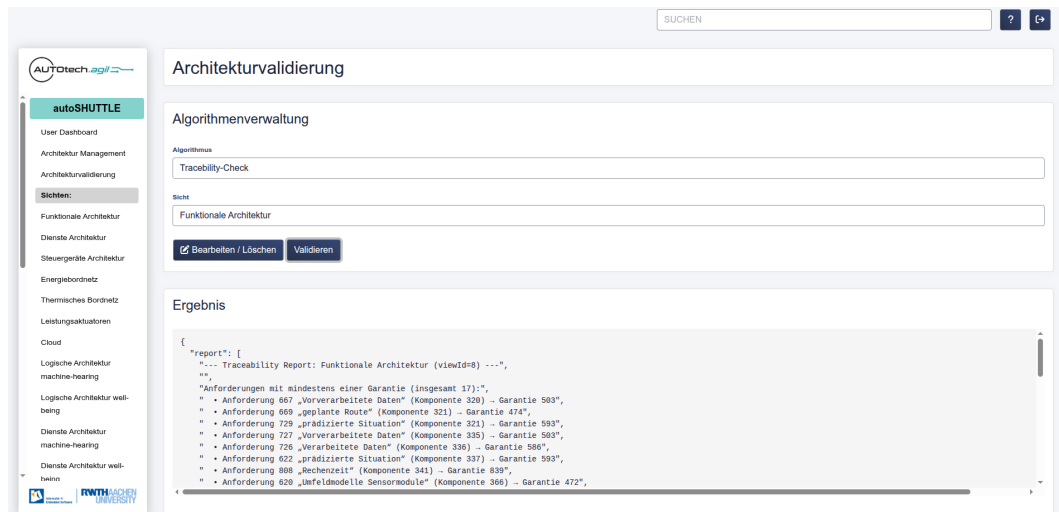 SUCHEN
?
AUTOtech.agil
autoSHUTTLE
User Dashboard
Architektur Management
Architekturvalidierung
Sichten:
Funktionale Architektur
Dienste Architektur
Steuergeräte Architektur
Energiebordnetz
Thermisches Bordnetz
Leistungsaktuatoren
Cloud
Logische Architektur
machine-hearing
Logische Architektur well-
being
Dienste Architektur
machine-hearing
Dienste Architektur well-
being
RWTH AACHEN
UNIVERSITY
Architekturvalidierung
Algorithmenverwaltung
Algorithmus
Tracebility-Check
Sicht
Funktionale Architektur
Bearbeiten / Löschen
Validieren
Ergebnis
{
"report": [
"--- Traceability Report: Funktionale Architektur (viewId=8) ---",
"",
"Anforderungen mit mindestens einer Garantie (insgesamt 17):",
" • Anforderung 667 „Vorverarbeitete Daten“ (Komponente 320) → Garantie 503",
" • Anforderung 669 „geplante Route“ (Komponente 321) → Garantie 474",
" • Anforderung 729 „prädizierte Situation“ (Komponente 321) → Garantie 593",
" • Anforderung 727 „Vorverarbeitete Daten“ (Komponente 335) → Garantie 503",
" • Anforderung 726 „Verarbeitete Daten“ (Komponente 336) → Garantie 586",
" • Anforderung 622 „prädizierte Situation“ (Komponente 337) → Garantie 593",
" • Anforderung 808 „Rechenzeit“ (Komponente 341) → Garantie 839",
" • Anforderung 620 „Umfeldmodelle Sensormodule“ (Komponente 366) → Garantie 472",